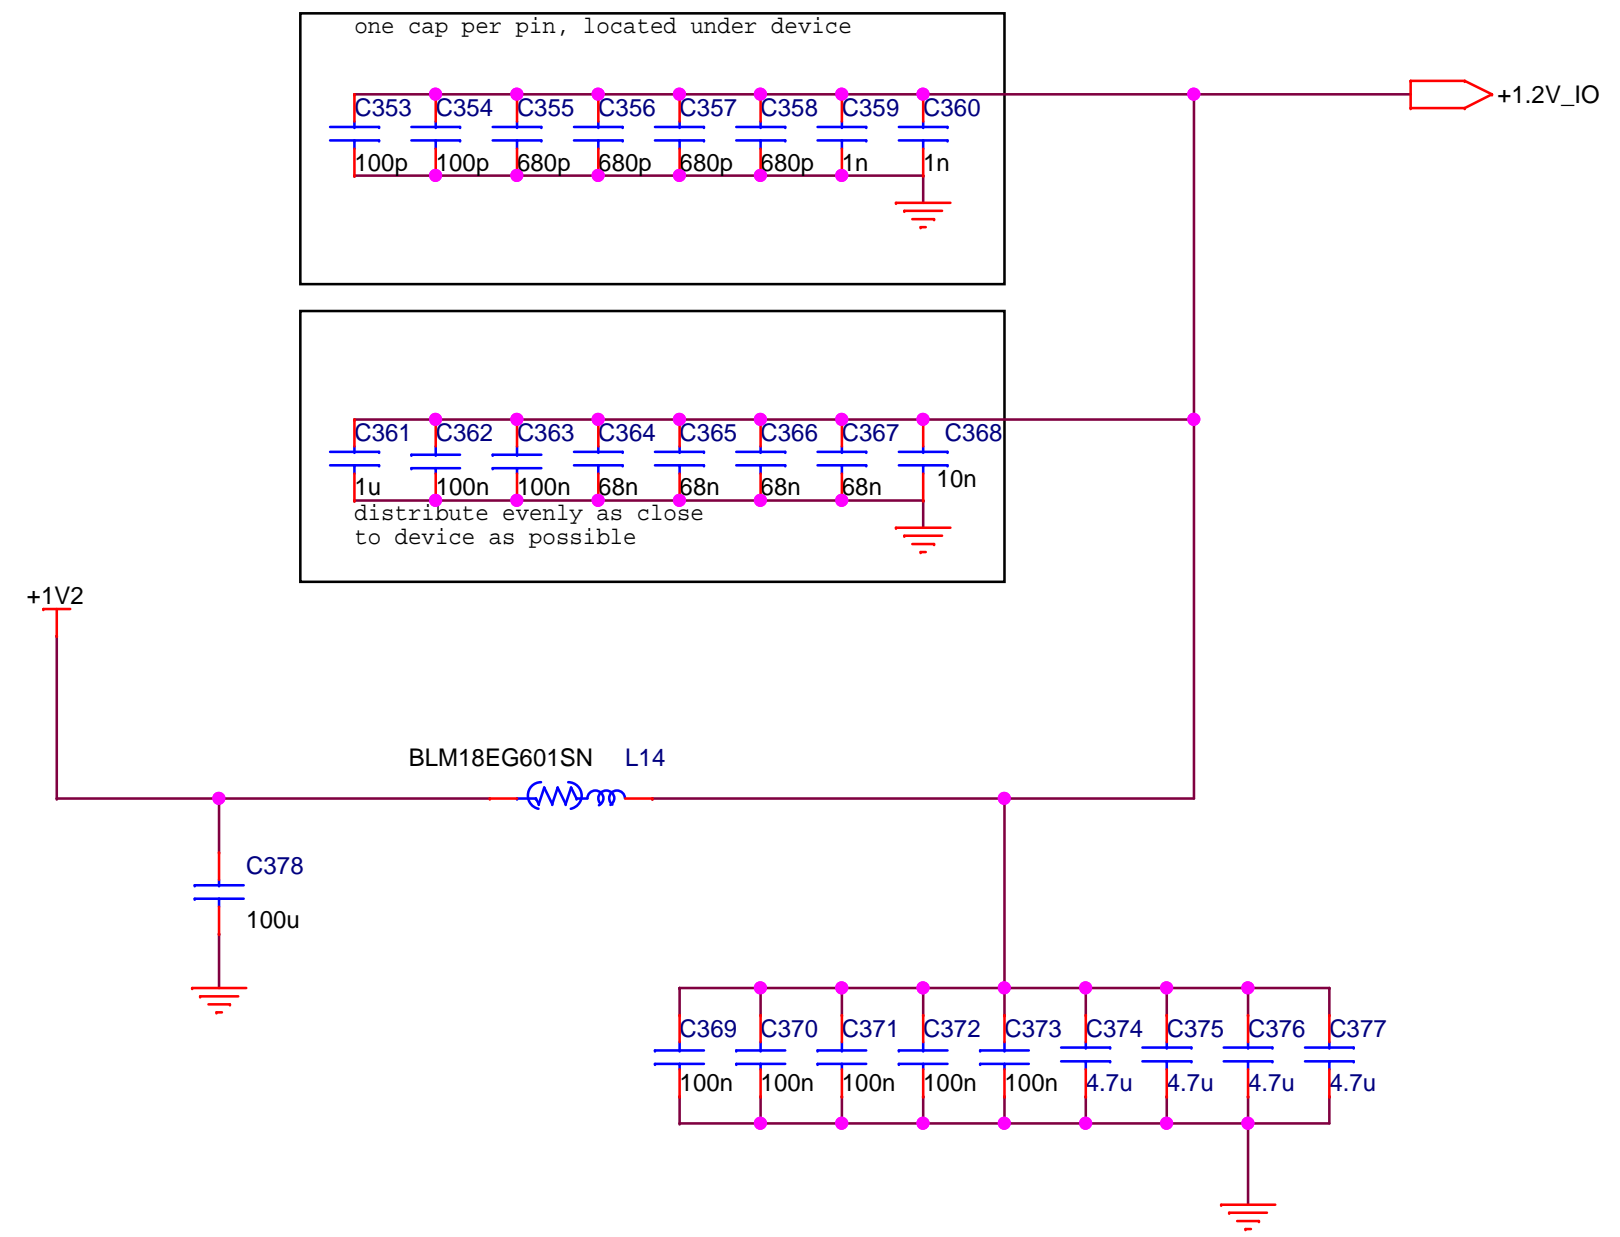 one cap per pin, located under device
C353 C354 C355 C356 C357 C358 C359 C360
+1.2V_IO
100p 100p 680p 680p 680p 680p 1n 1n
C361 C362 C363 C364 C365 C366 C367 C368
1u 100n 100n 68n 68n 68n 68n 10n
distribute evenly as close
to device as possible
+1V2
BLM18EG601SN L14
C378
100u
C369 C370 C371 C372 C373 C374 C375 C376 C377
100n 100n 100n 100n 100n 4.7u 4.7u 4.7u 4.7u